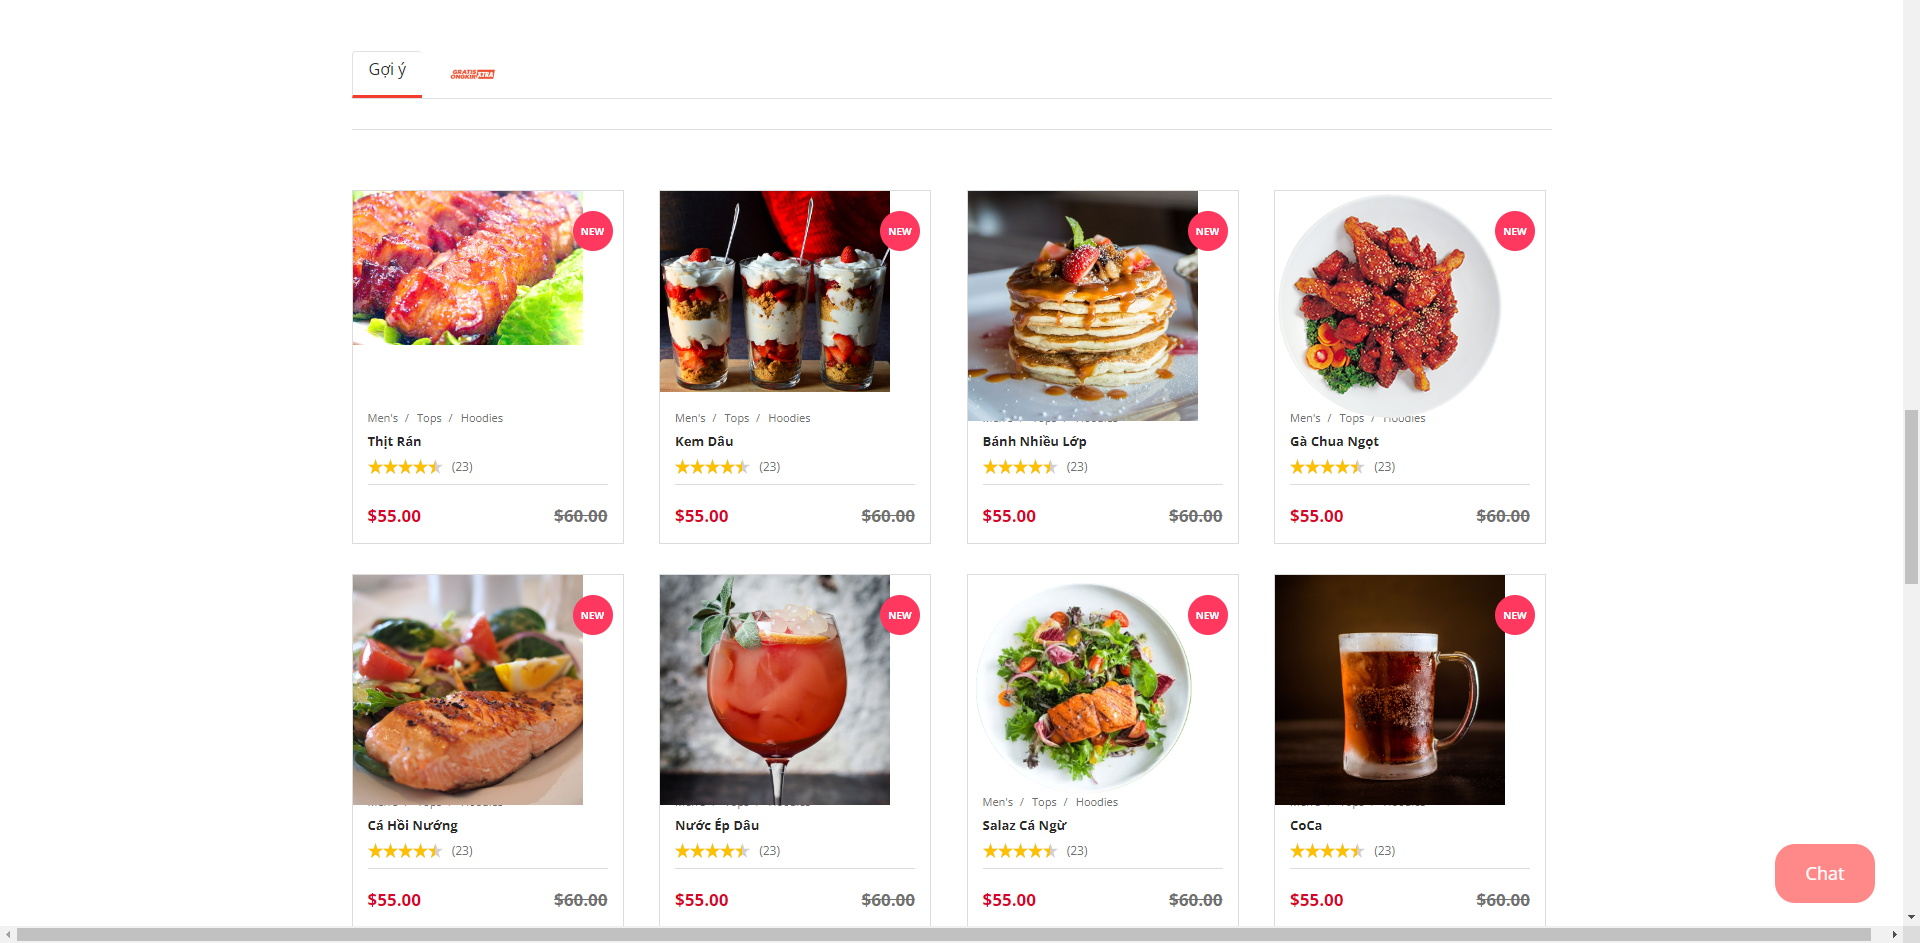 Gợi ý
GRATIS
ONGKIR XTRA
NEW
NEW
NEW
NEW
Men's / Tops / Hoodies
Men's / Tops / Hoodies
Men's / Tops / Hoodies
Thịt Rán
Kem Dâu
Bánh Nhiều Lớp
Gà Chua Ngọt
(23)
(23)
(23)
(23)
$55.00 $60.00
$55.00 $60.00
$55.00 $60.00
$55.00 $60.00
NEW
NEW
NEW
NEW
Men's / Tops / Hoodies
Cá Hồi Nướng
Nước Ép Dâu
Salaz Cá Ngừ
CoCa
(23)
(23)
(23)
(23)
Chat
$55.00 $60.00
$55.00 $60.00
$55.00 $60.00
$55.00 $60.00